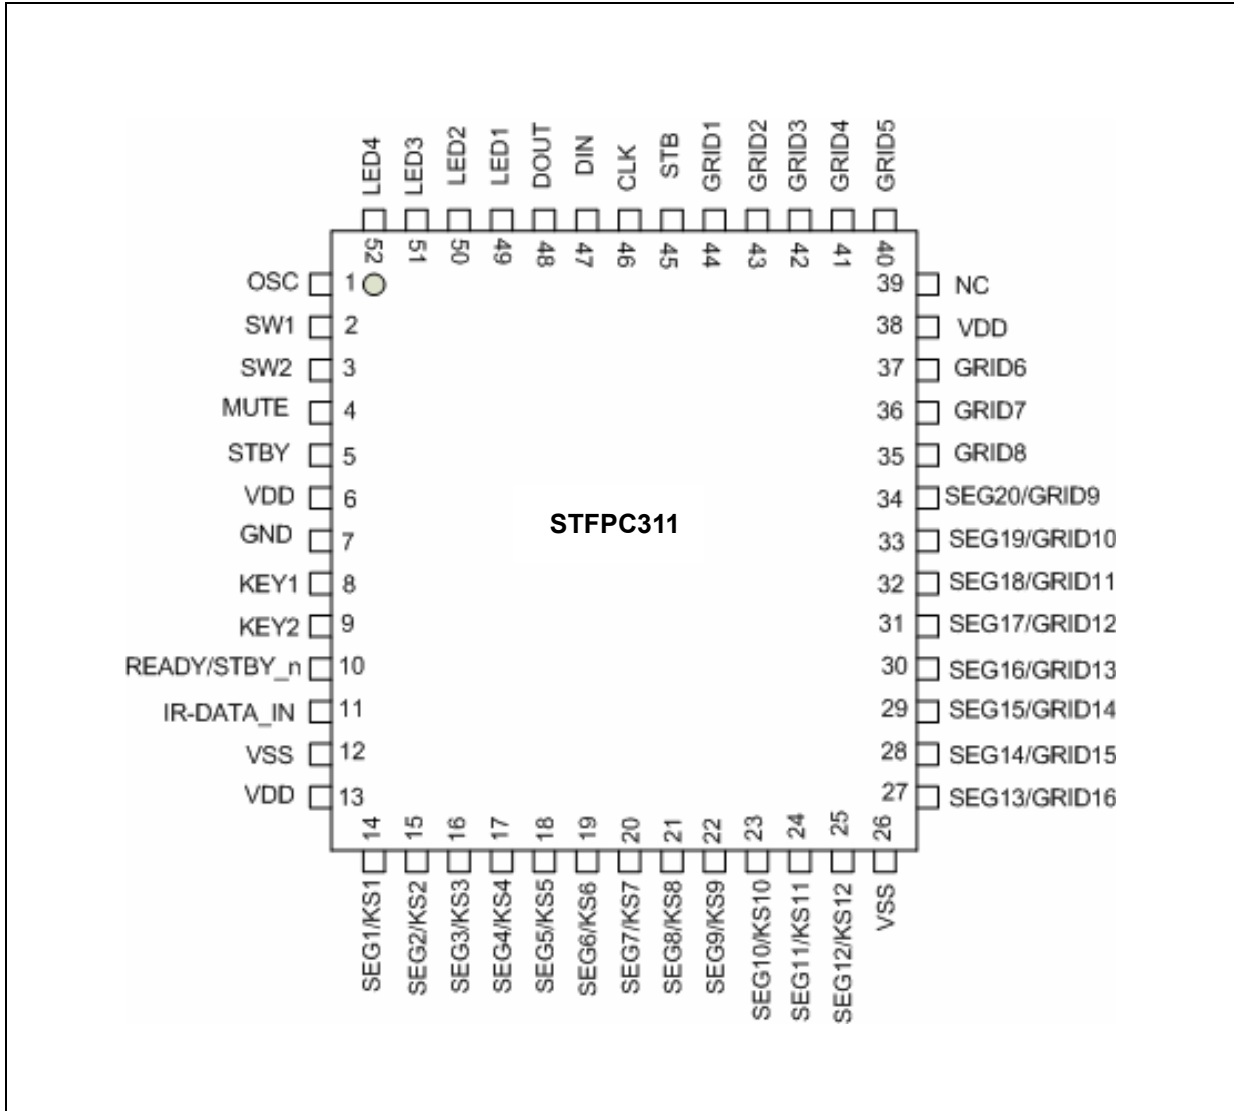 LED4
LED3
LED2
LED1
DOUT
DIN
CLK
STB
GRID1
GRID2
GRID3
GRID4
GRID5
52
51
50
49
48
47
46
45
44
43
42
41
40
OSC 1 39 NC
SW1 2 38 VDD
SW2 3 37 GRID6
MUTE 4 36 GRID7
STBY 5 35 GRID8
VDD 6 34 SEG20/GRID9
STFPC311
GND 7 33 SEG19/GRID10
KEY1 8 32 SEG18/GRID11
KEY2 9 31 SEG17/GRID12
READY/STBY_n 10 30 SEG16/GRID13
IR-DATA_IN 11 29 SEG15/GRID14
VSS 12 28 SEG14/GRID15
VDD 13 27 SEG13/GRID16
14
15
16
17
18
19
20
21
22
23
24
25
26
SEG1/KS1
SEG2/KS2
SEG3/KS3
SEG4/KS4
SEG5/KS5
SEG6/KS6
SEG7/KS7
SEG8/KS8
SEG9/KS9
SEG10/KS10
SEG11/KS11
SEG12/KS12
VSS